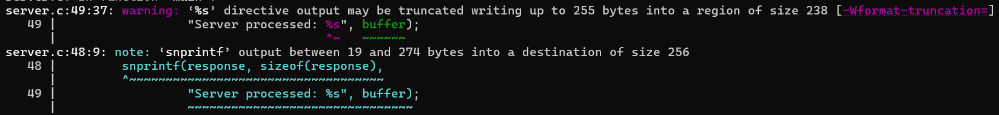 server.c:49:37: warning: ‘%s’ directive output may be truncated writing up to 255 bytes into a region of size 238 [-Wformat-truncation=]
   49 |                  "Server processed: %s", buffer);
      |                                     ^~   ~~~~~~
server.c:48:9: note: ‘snprintf’ output between 19 and 274 bytes into a destination of size 256
   48 |         snprintf(response, sizeof(response),
      |         ^~~~~~~~~~~~~~~~~~~~~~~~~~~~~~~~~~~~
   49 |                  "Server processed: %s", buffer);
      |                  ~~~~~~~~~~~~~~~~~~~~~~~~~~~~~~~